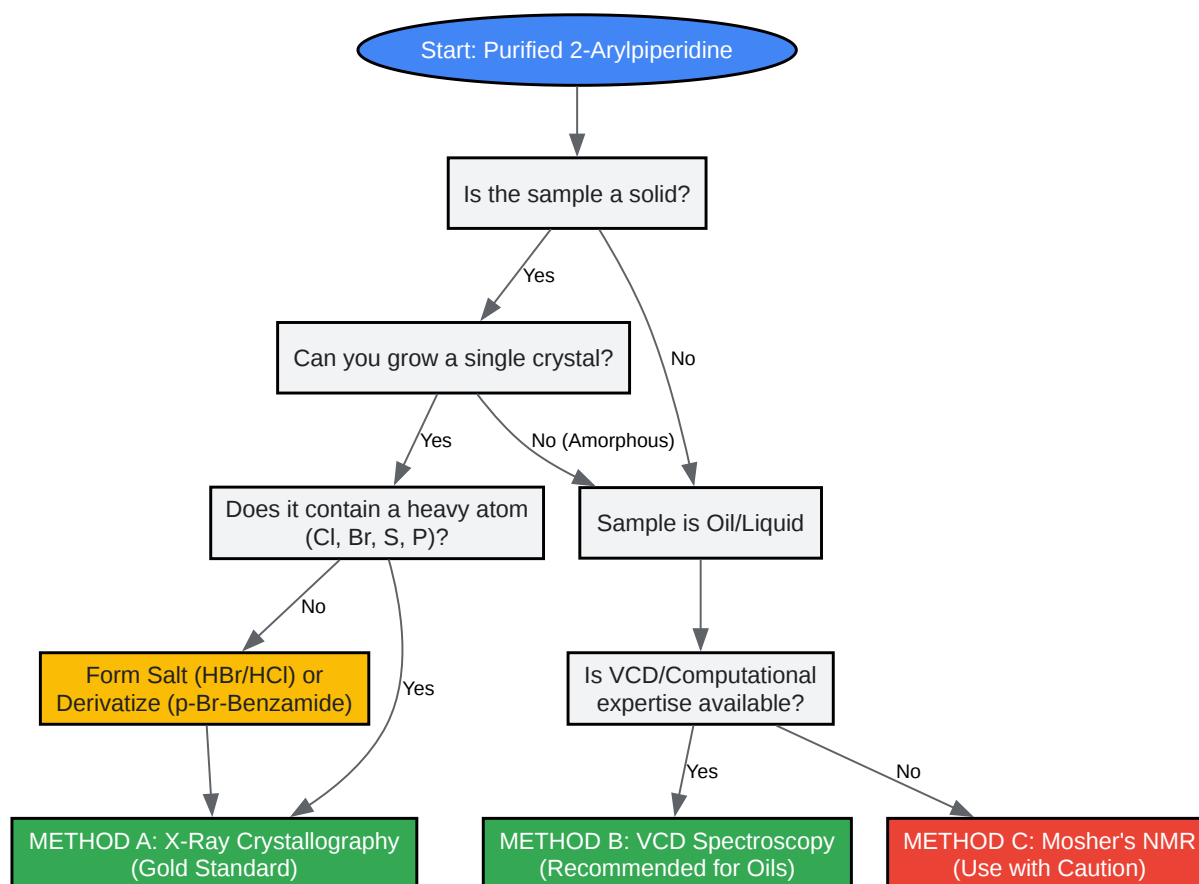 Start: Purified 2-Arylpiperidine
Is the sample a solid?
Yes
No
Can you grow a single crystal?
Yes
No (Amorphous)
Does it contain a heavy atom
(Cl, Br, S, P)?
Sample is Oil/Liquid
No
Yes
Form Salt (HBr/HCl) or
Derivatize (p-Br-Benzamide)
Is VCD/Computational
expertise available?
Yes
No
METHOD A: X-Ray Crystallography
(Gold Standard)
METHOD B: VCD Spectroscopy
(Recommended for Oils)
METHOD C: Mosher's NMR
(Use with Caution)